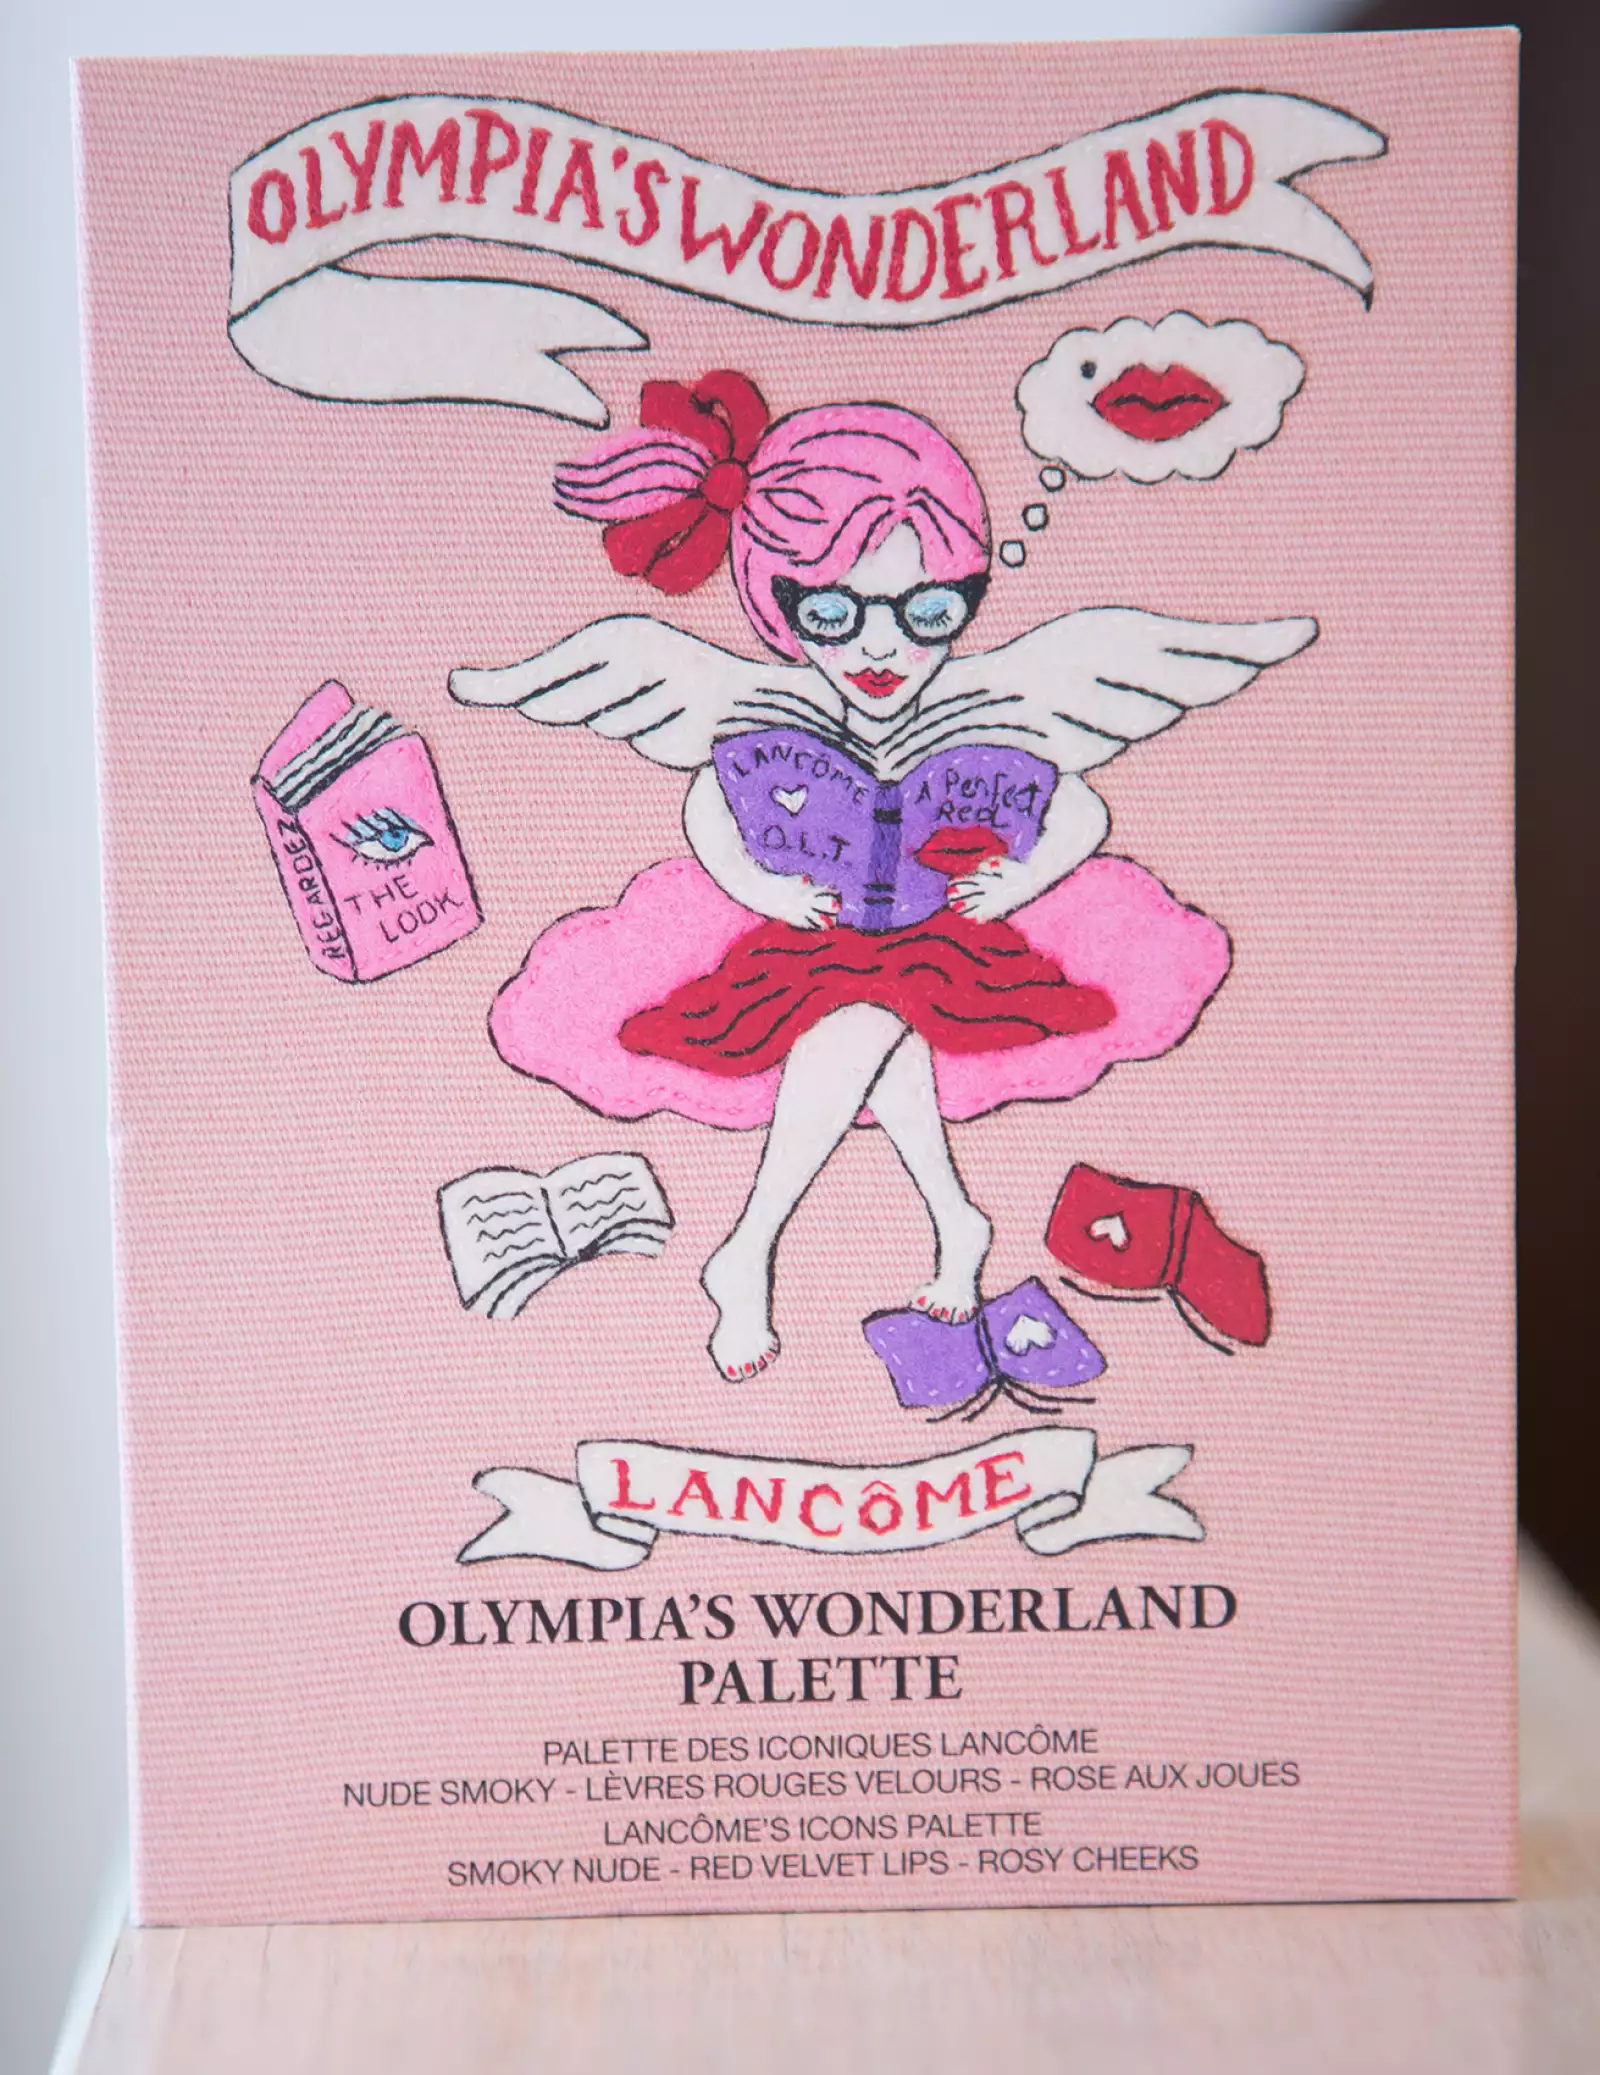 OLYMPIA'S WONDERLAND
LANCÔME
O.L.T.
A Perfect
Red
REGARDEZ
THE
LOOK
LANCÔME
OLYMPIA'S WONDERLAND
PALETTE
PALETTE DES ICONIQUES LANCÔME
NUDE SMOKY - LÈVRES ROUGES VELOURS - ROSE AUX JOUES
LANCÔME'S ICONS PALETTE
SMOKY NUDE - RED VELVET LIPS - ROSY CHEEKS